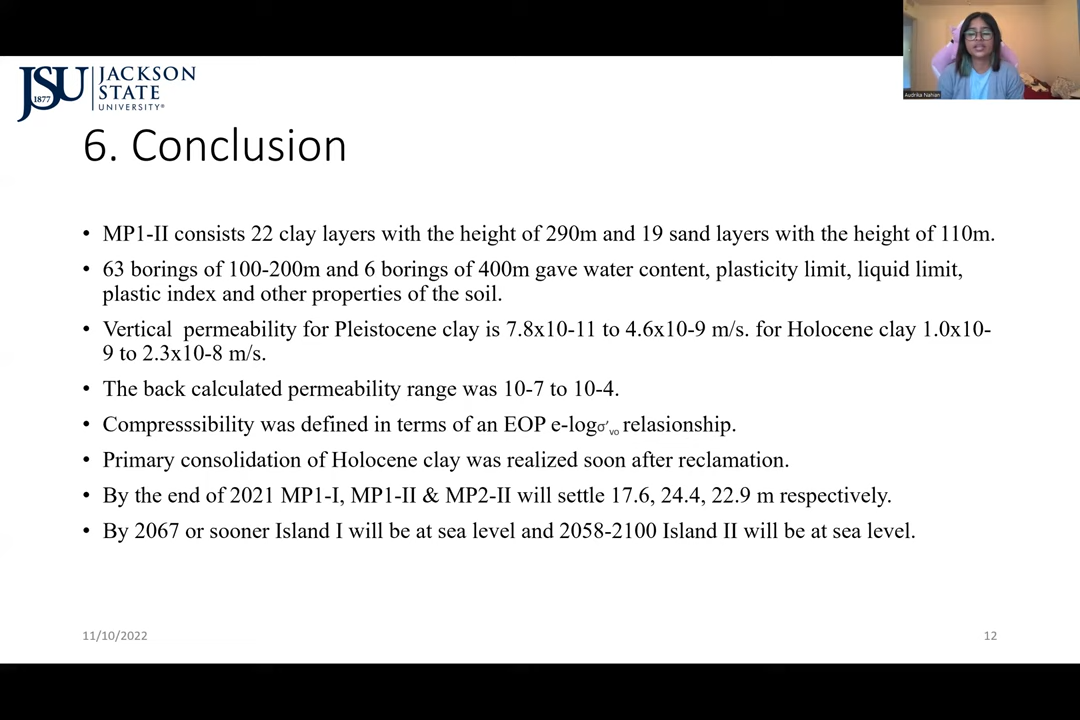 JSU
1877
JACKSON
STATE
UNIVERSITY®
Audrika Nahian
6. Conclusion
• MP1-II consists 22 clay layers with the height of 290m and 19 sand layers with the height of 110m.
• 63 borings of 100-200m and 6 borings of 400m gave water content, plasticity limit, liquid limit,
plastic index and other properties of the soil.
• Vertical permeability for Pleistocene clay is 7.8x10-11 to 4.6x10-9 m/s. for Holocene clay 1.0x10-
9 to 2.3x10-8 m/s.
• The back calculated permeability range was 10-7 to 10-4.
• Compresssibility was defined in terms of an EOP e-logσ′vo relasionship.
• Primary consolidation of Holocene clay was realized soon after reclamation.
• By the end of 2021 MP1-I, MP1-II & MP2-II will settle 17.6, 24.4, 22.9 m respectively.
• By 2067 or sooner Island I will be at sea level and 2058-2100 Island II will be at sea level.
11/10/2022
12